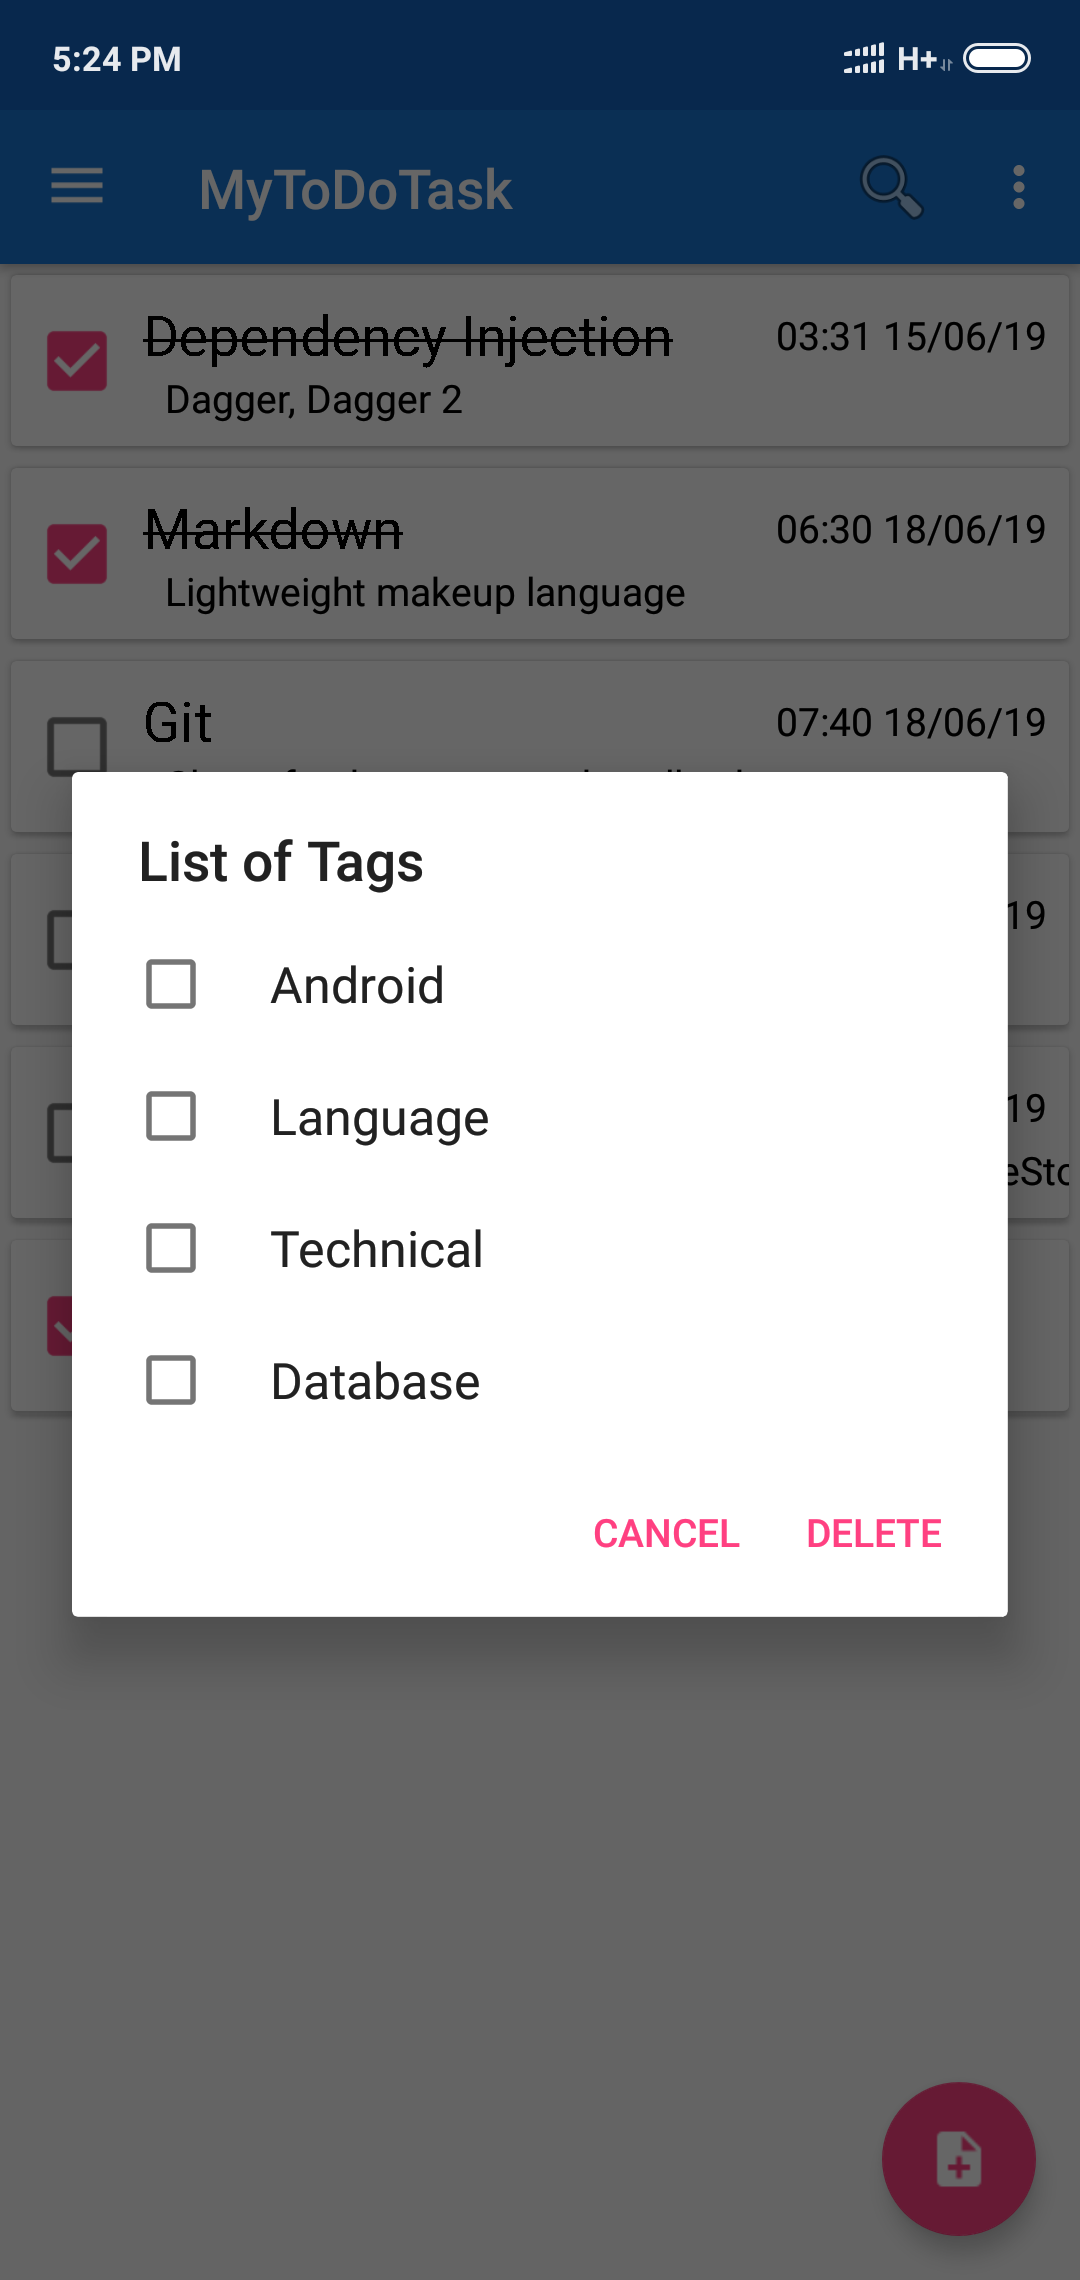 5:24 PM
H+
MyToDoTask
Dependency Injection
03:31 15/06/19
Dagger, Dagger 2
Markdown
06:30 18/06/19
Lightweight makeup language
Git
07:40 18/06/19
List of Tags
19
Android
Language
19
Technical
Database
CANCEL
DELETE